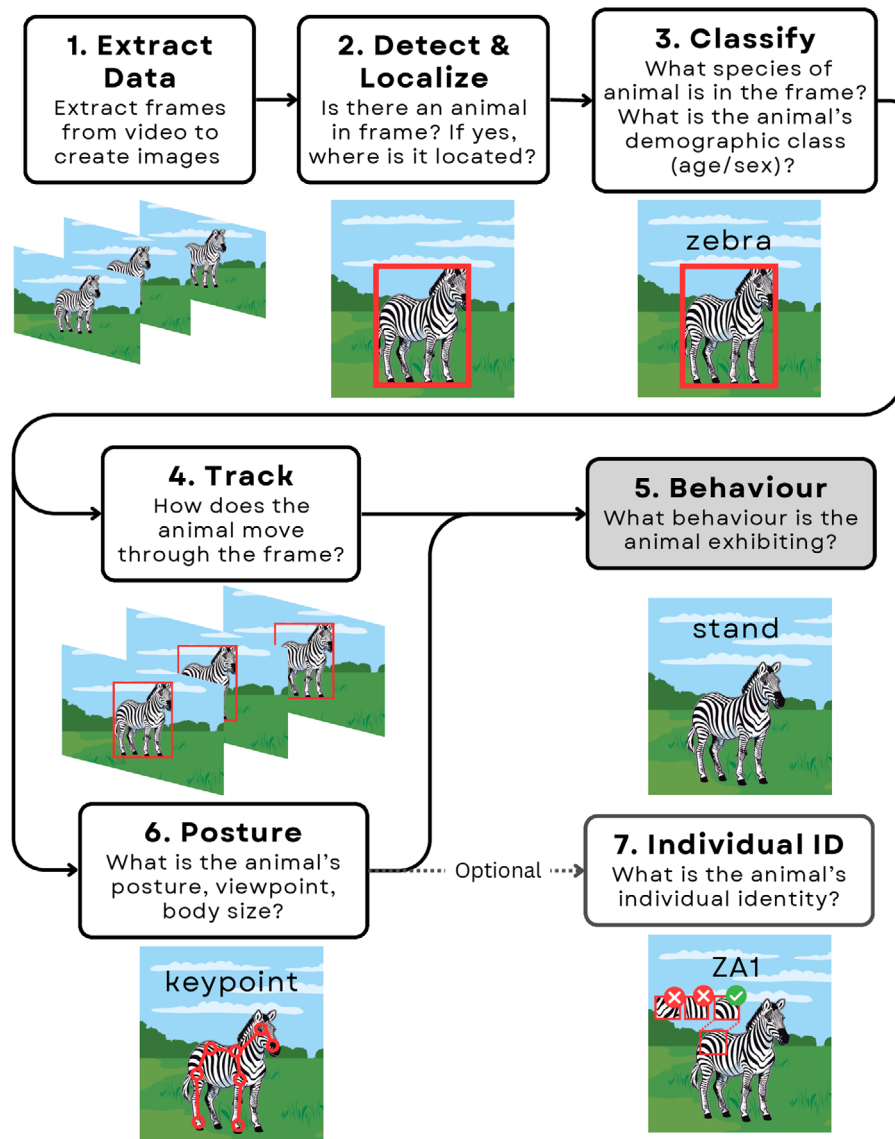 1. Extract
Data
Extract frames
from video to
create images
2. Detect &
Localize
Is there an animal
in frame? If yes,
where is it located?
3. Classify
What species of
animal is in the frame?
What is the animal's
demographic class
(age/sex)?
zebra
4. Track
How does the
animal move
through the frame?
5. Behaviour
What behaviour is the
animal exhibiting?
stand
6. Posture
What is the animal's
posture, viewpoint,
body size?
Optional
7. Individual ID
What is the animal's
individual identity?
keypoint
ZA1